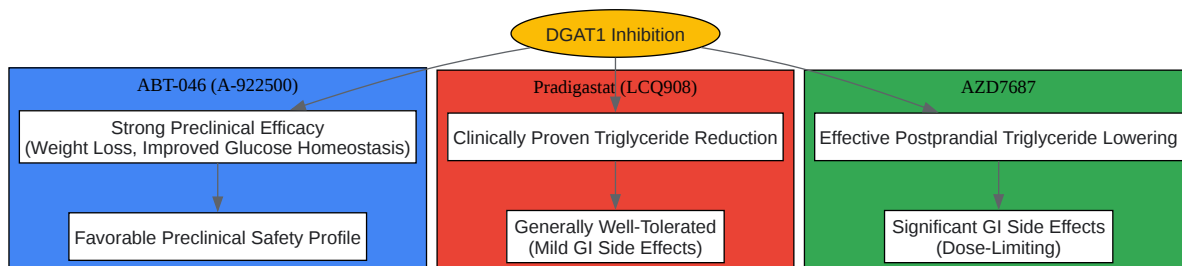 DGAT1 Inhibition
ABT-046 (A-922500)
Strong Preclinical Efficacy
(Weight Loss, Improved Glucose Homeostasis)
Favorable Preclinical Safety Profile
Pradigastat (LCQ908)
Clinically Proven Triglyceride Reduction
Generally Well-Tolerated
(Mild GI Side Effects)
AZD7687
Effective Postprandial Triglyceride Lowering
Significant GI Side Effects
(Dose-Limiting)